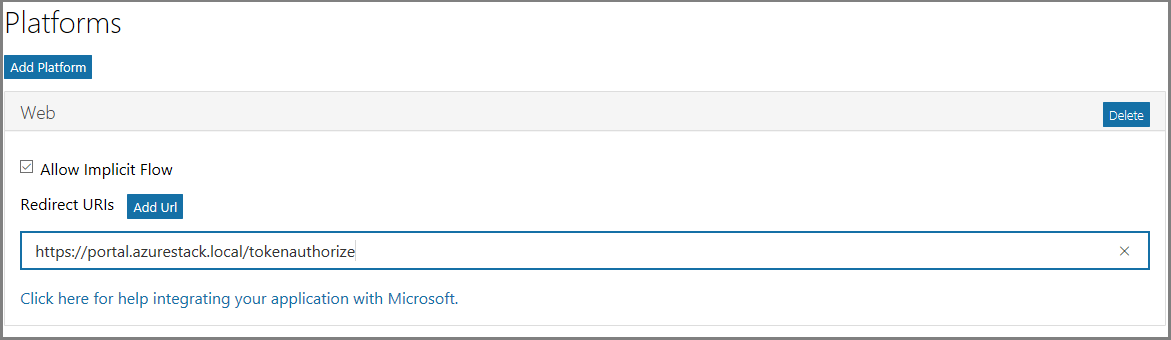 Platforms
Add Platform
Web
Delete
Allow Implicit Flow
Redirect URIs Add Url
https://portal.azurestack.local/tokenauthorize
Click here for help integrating your application with Microsoft.